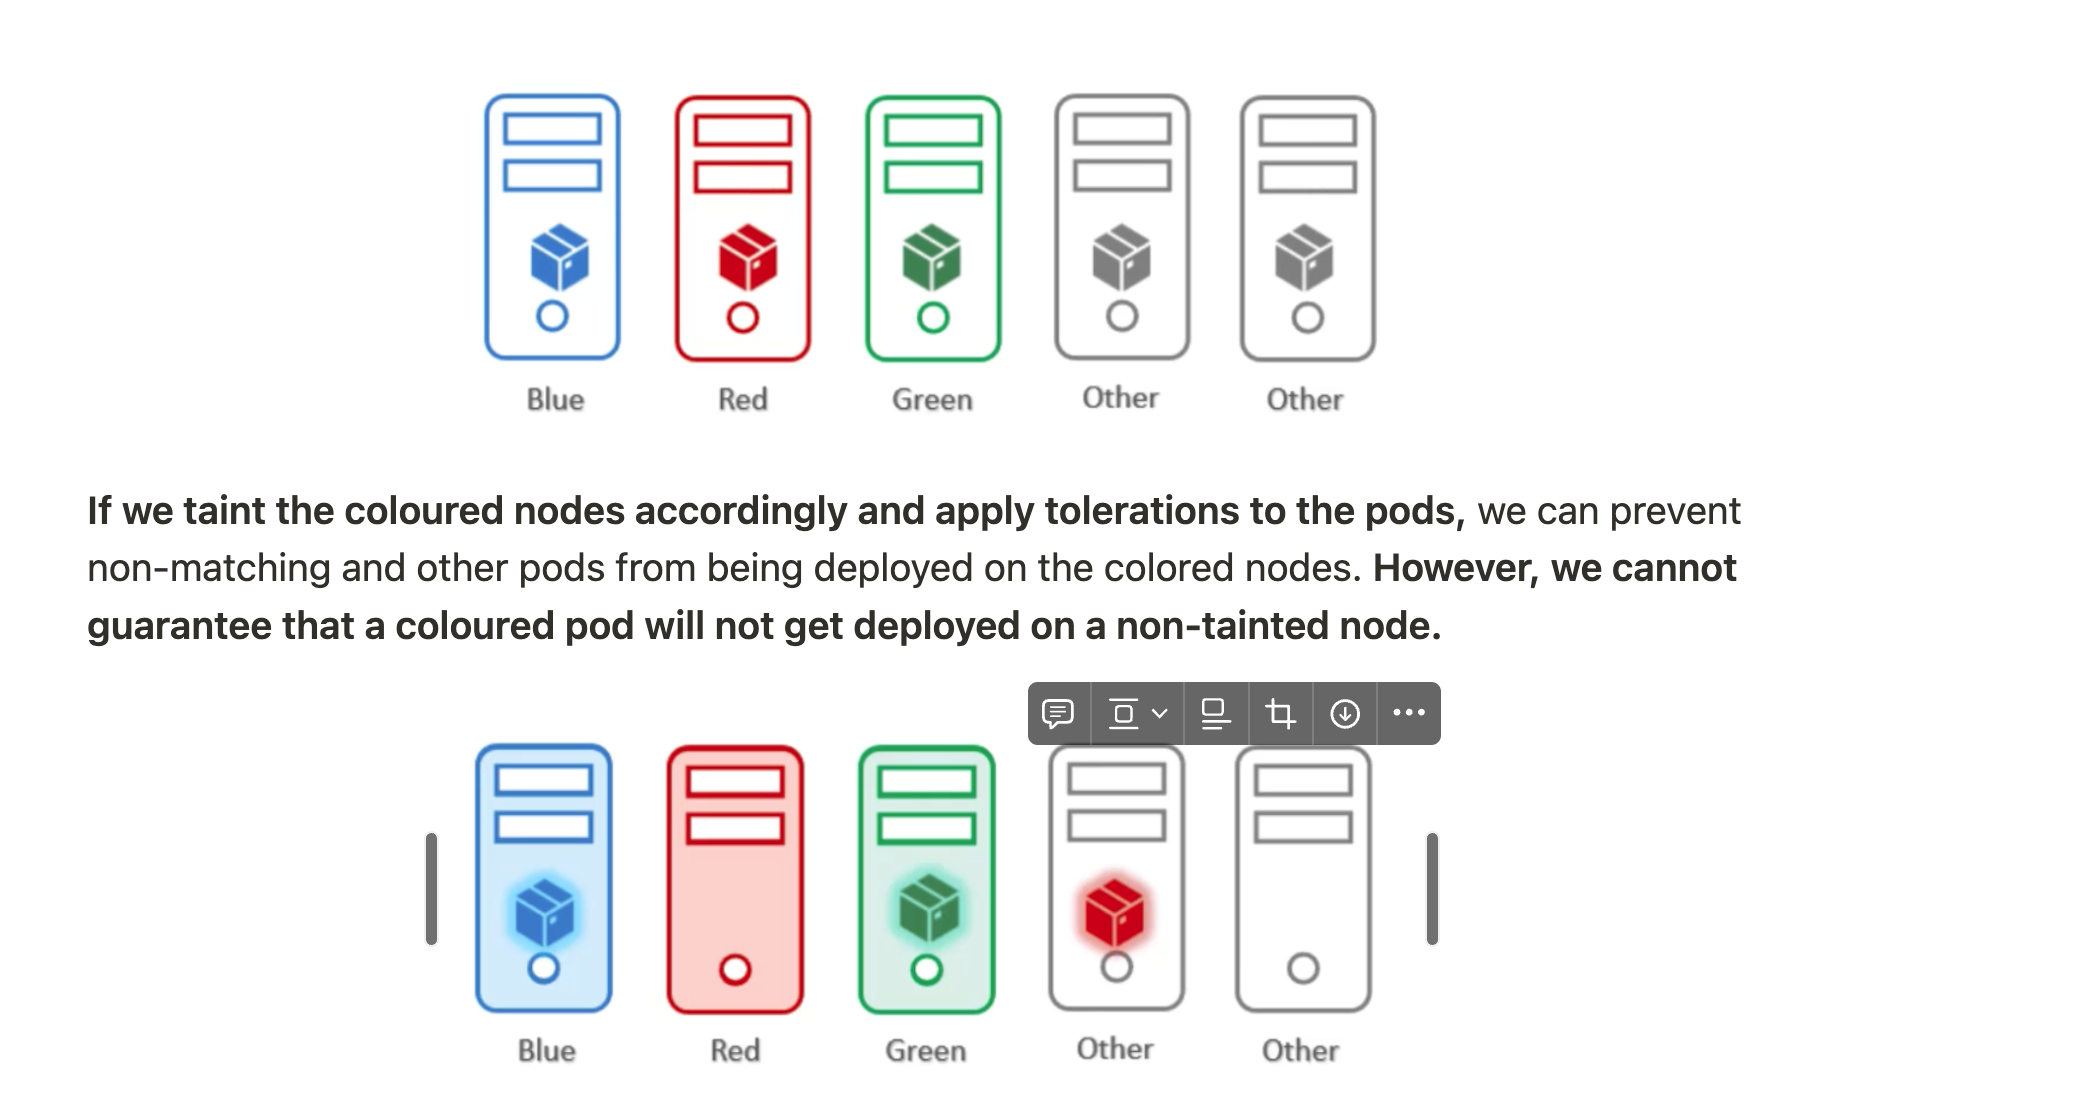 Blue Red Green Other Other
If we taint the coloured nodes accordingly and apply tolerations to the pods, we can prevent
non-matching and other pods from being deployed on the colored nodes. However, we cannot
guarantee that a coloured pod will not get deployed on a non-tainted node.
Blue Red Green Other Other